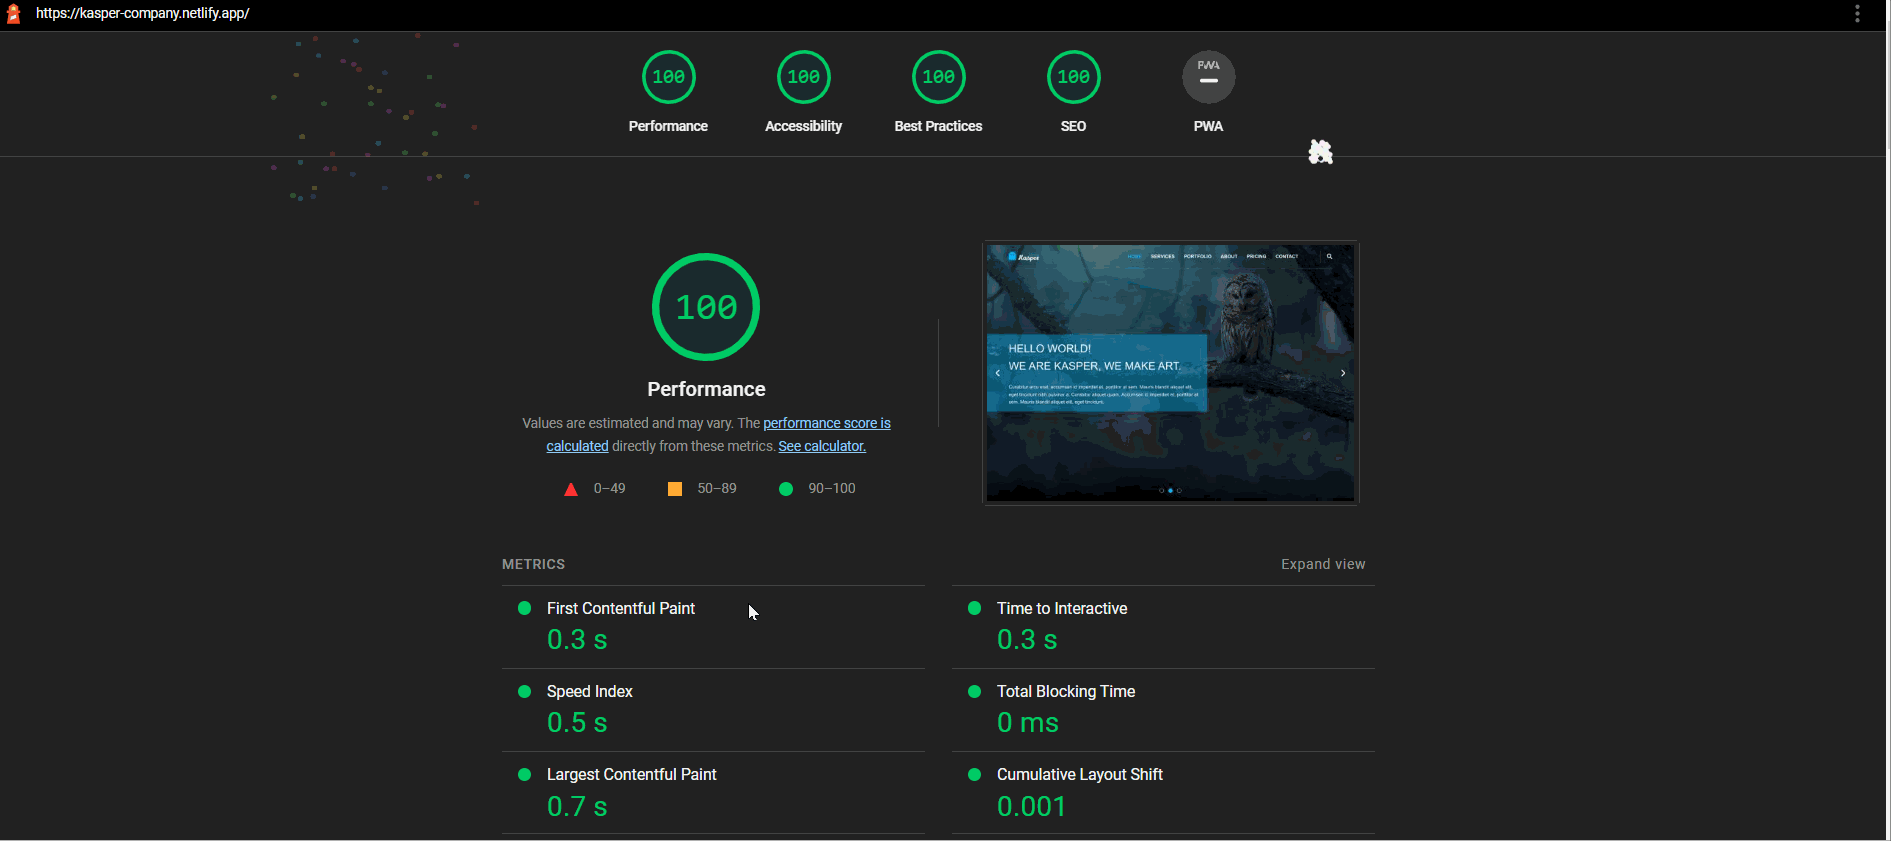 https://kasper-company.netlify.app/
100
100
100
100
PWA
Performance
Accessibility
Best Practices
SEO
PWA
100
Performance
Values are estimated and may vary. The performance score is
calculated directly from these metrics. See calculator.
0–49
50–89
90–100
Kasper
HOME SERVICES PORTFOLIO ABOUT PRICING CONTACT
HELLO WORLD!
WE ARE KASPER, WE MAKE ART.
METRICS
Expand view
First Contentful Paint
0.3 s
Time to Interactive
0.3 s
Speed Index
0.5 s
Total Blocking Time
0 ms
Largest Contentful Paint
0.7 s
Cumulative Layout Shift
0.001